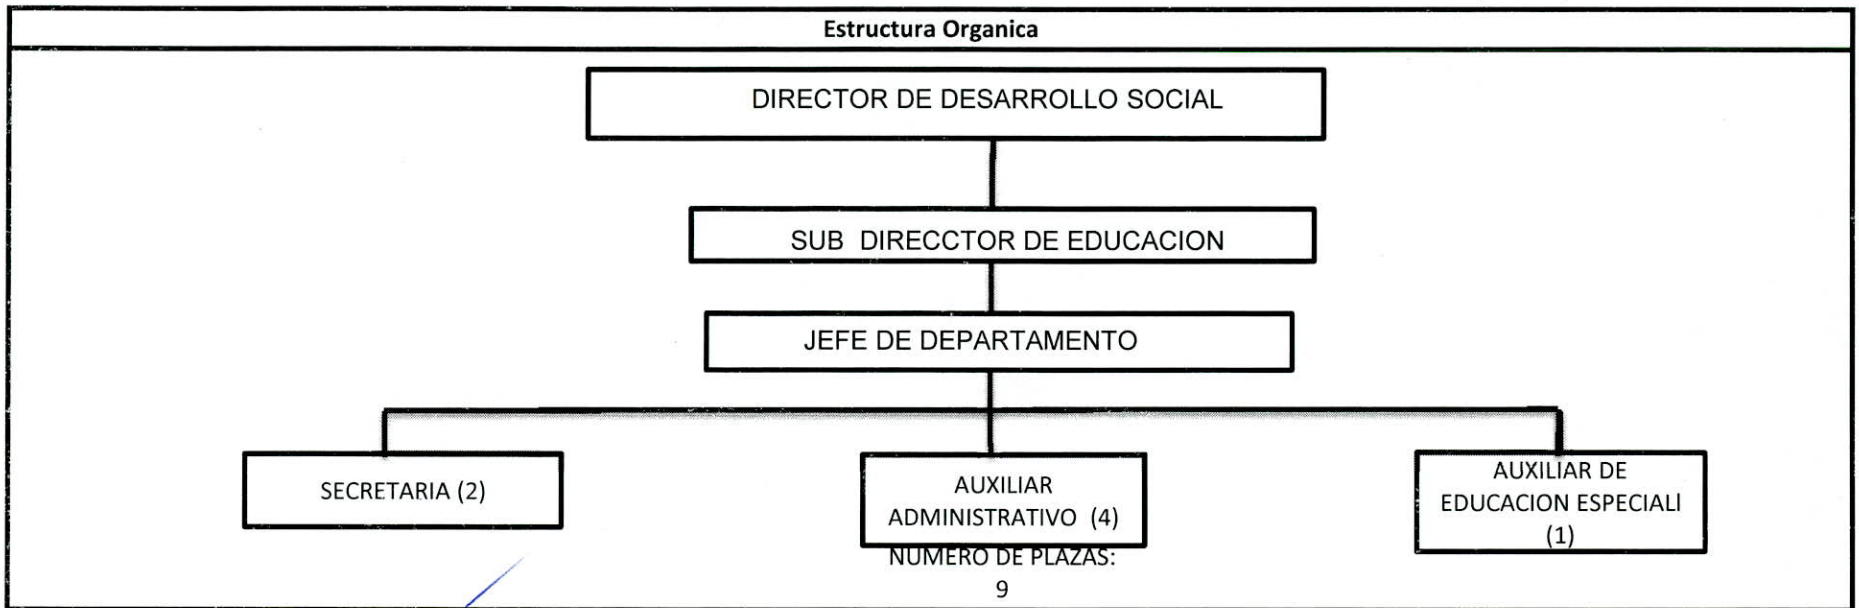 Estructura Organica
DIRECTOR DE DESARROLLO SOCIAL
SUB DIRECCTOR DE EDUCACION
JEFE DE DEPARTAMENTO
SECRETARIA (2)
AUXILIAR
ADMINISTRATIVO (4)
AUXILIAR DE
EDUCACION ESPECIALl
(1)
NUMERO DE PLAZAS:
9